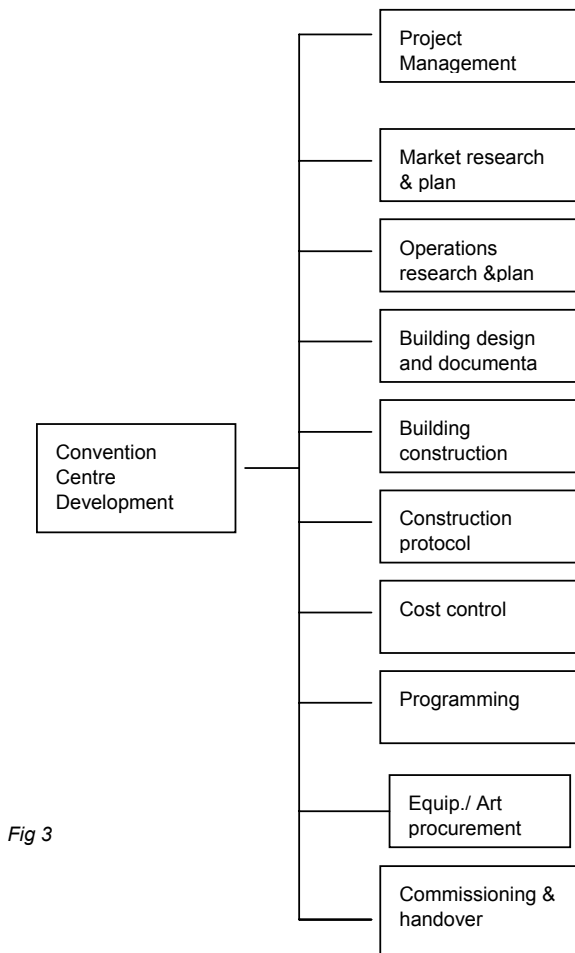 Project
Management
Market research
& plan
Operations
research &plan
Building design
and documenta
Building
construction
Convention
Centre
Development
Construction
protocol
Cost control
Programming
Equip./ Art
procurement
Fig 3
Commissioning &
handover